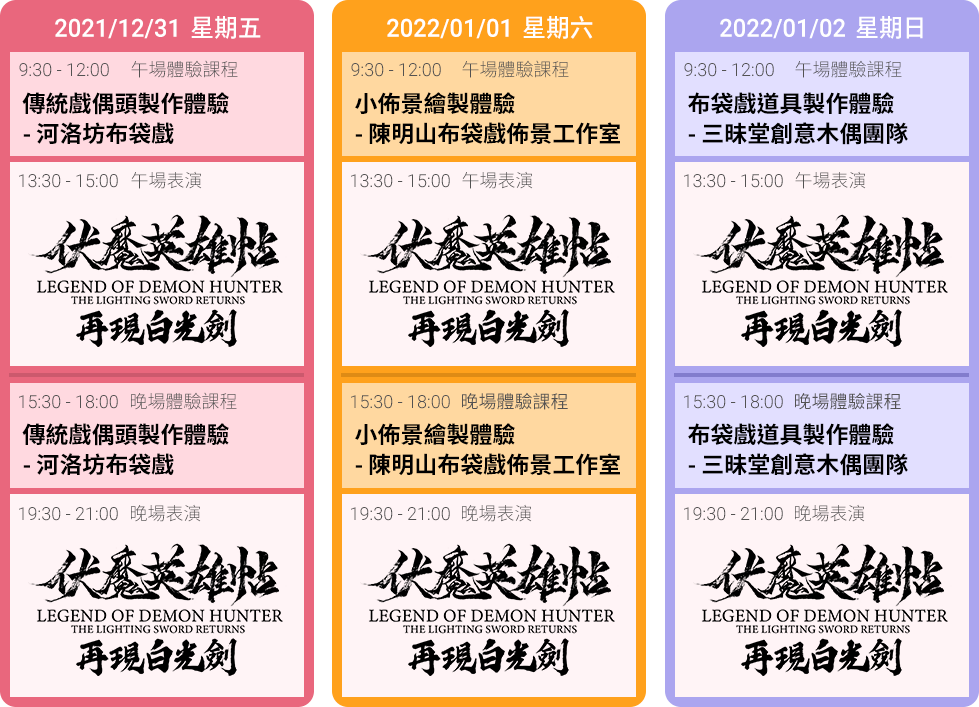 2021/12/31 星期五
9:30 - 12:00 午場體驗課程
傳統戲偶頭製作體驗
- 河洛坊布袋戲
13:30 - 15:00 午場表演
伏魔英雄帖
LEGEND OF DEMON HUNTER
THE LIGHTING SWORD RETURNS
再現白光劍
15:30 - 18:00 晚場體驗課程
傳統戲偶頭製作體驗
- 河洛坊布袋戲
19:30 - 21:00 晚場表演
伏魔英雄帖
LEGEND OF DEMON HUNTER
THE LIGHTING SWORD RETURNS
再現白光劍
2022/01/01 星期六
9:30 - 12:00 午場體驗課程
小佈景繪製體驗
- 陳明山布袋戲佈景工作室
13:30 - 15:00 午場表演
伏魔英雄帖
LEGEND OF DEMON HUNTER
THE LIGHTING SWORD RETURNS
再現白光劍
15:30 - 18:00 晚場體驗課程
小佈景繪製體驗
- 陳明山布袋戲佈景工作室
19:30 - 21:00 晚場表演
伏魔英雄帖
LEGEND OF DEMON HUNTER
THE LIGHTING SWORD RETURNS
再現白光劍
2022/01/02 星期日
9:30 - 12:00 午場體驗課程
布袋戲道具製作體驗
- 三昧堂創意木偶團隊
13:30 - 15:00 午場表演
伏魔英雄帖
LEGEND OF DEMON HUNTER
THE LIGHTING SWORD RETURNS
再現白光劍
15:30 - 18:00 晚場體驗課程
布袋戲道具製作體驗
- 三昧堂創意木偶團隊
19:30 - 21:00 晚場表演
伏魔英雄帖
LEGEND OF DEMON HUNTER
THE LIGHTING SWORD RETURNS
再現白光劍